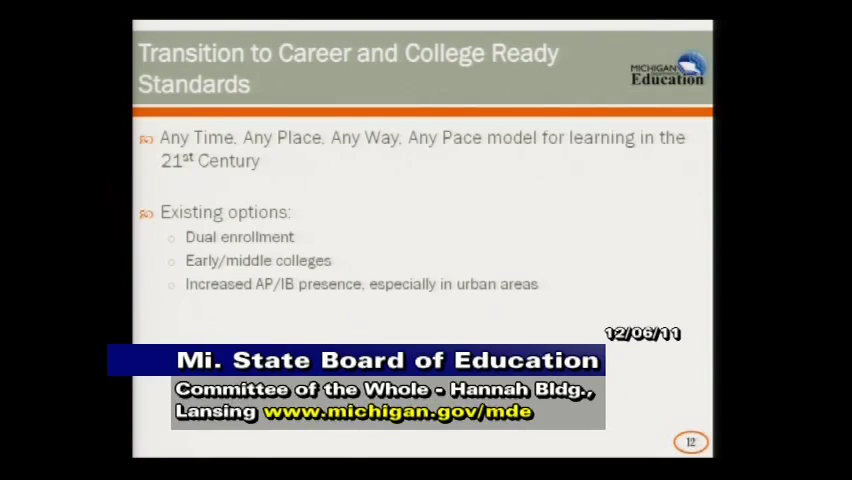 Transition to Career and College Ready
Standards
MICHIGAN
Education
Any Time, Any Place, Any Way, Any Pace model for learning in the
21st Century
Existing options:
Dual enrollment
Early/middle colleges
Increased AP/IB presence, especially in urban areas
12/06/11
Mi. State Board of Education
Committee of the Whole - Hannah Bldg.,
Lansing www.michigan.gov/mde
12